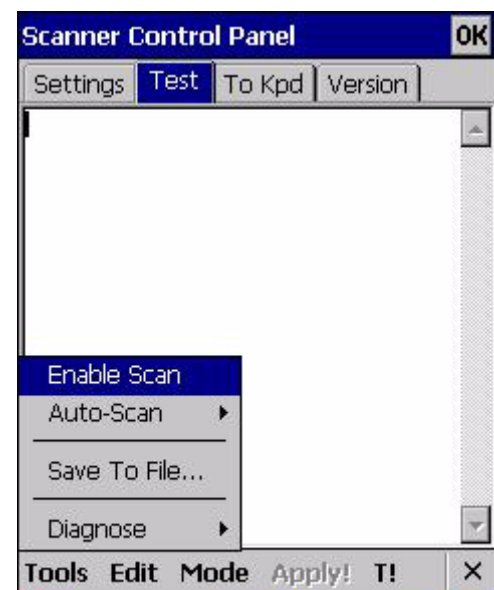 Scanner Control Panel OK
Settings Test To Kpd Version
Enable Scan
Auto-Scan
Save To File...
Diagnose
Tools Edit Mode Apply! T! ×